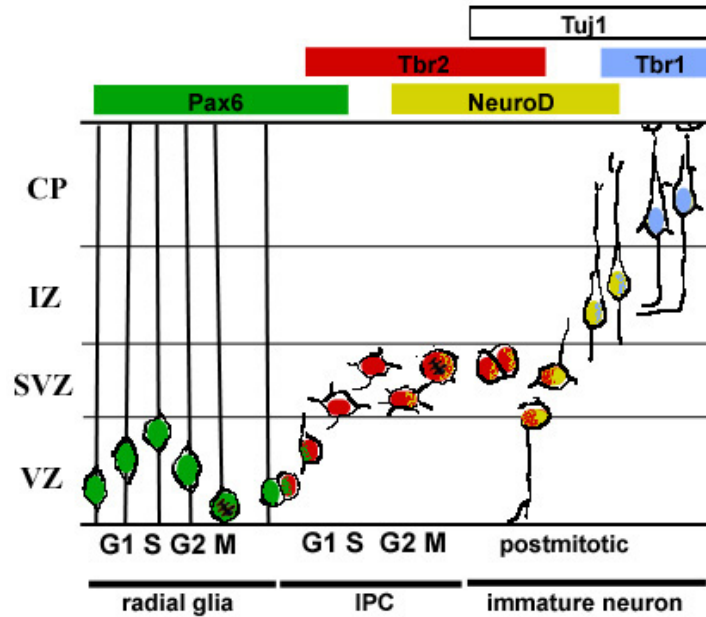 Tuj1
Tbr2 Tbr1
Pax6 NeuroD
CP
IZ
SVZ
VZ
G1 S G2 M G1 S G2 M postmitotic
radial glia IPC immature neuron